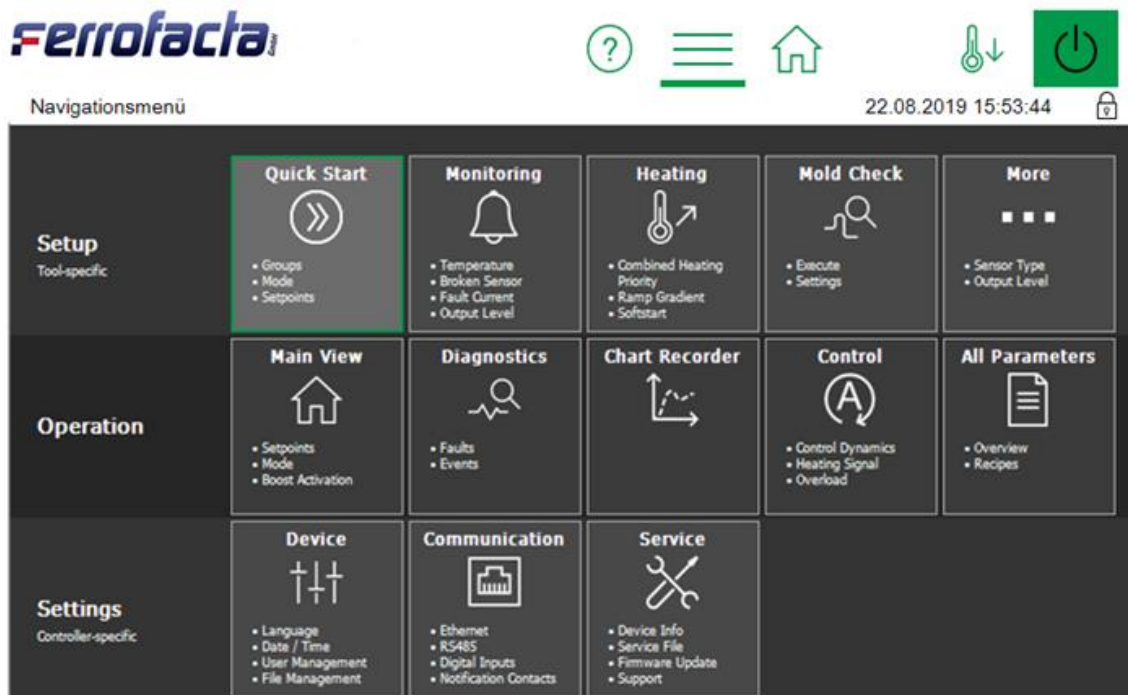 Ferrofacta GmbH
?
Navigationsmenü
22.08.2019 15:53:44
Setup
Tool-specific
Quick Start
• Groups
• Mode
• Setpoints
Monitoring
• Temperature
• Broken Sensor
• Fault Current
• Output Level
Heating
• Combined Heating
Priority
• Ramp Gradient
• Softstart
Mold Check
• Execute
• Settings
More
• Sensor Type
• Output Level
Operation
Main View
• Setpoints
• Mode
• Boost Activation
Diagnostics
• Faults
• Events
Chart Recorder
Control
A
• Control Dynamics
• Heating Signal
• Overload
All Parameters
• Overview
• Recipes
Settings
Controller-specific
Device
• Language
• Date / Time
• User Management
• File Management
Communication
• Ethernet
• RS485
• Digital Inputs
• Notification Contacts
Service
• Device Info
• Service File
• Firmware Update
• Support